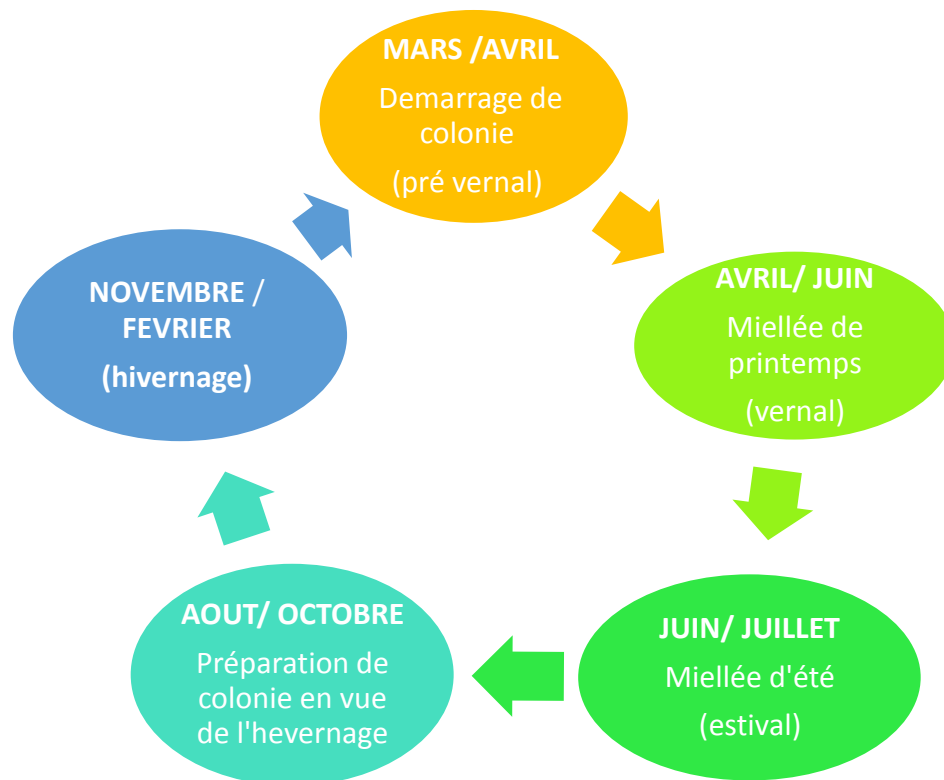 MARS /AVRIL
Demarrage de
colonie
(pré vernal)
AVRIL/ JUIN
Miellée de
printemps
(vernal)
JUIN/ JUILLET
Miellée d'été
(estival)
AOUT/ OCTOBRE
Préparation de
colonie en vue
de l'hevernage
NOVEMBRE /
FEVRIER
(hivernage)